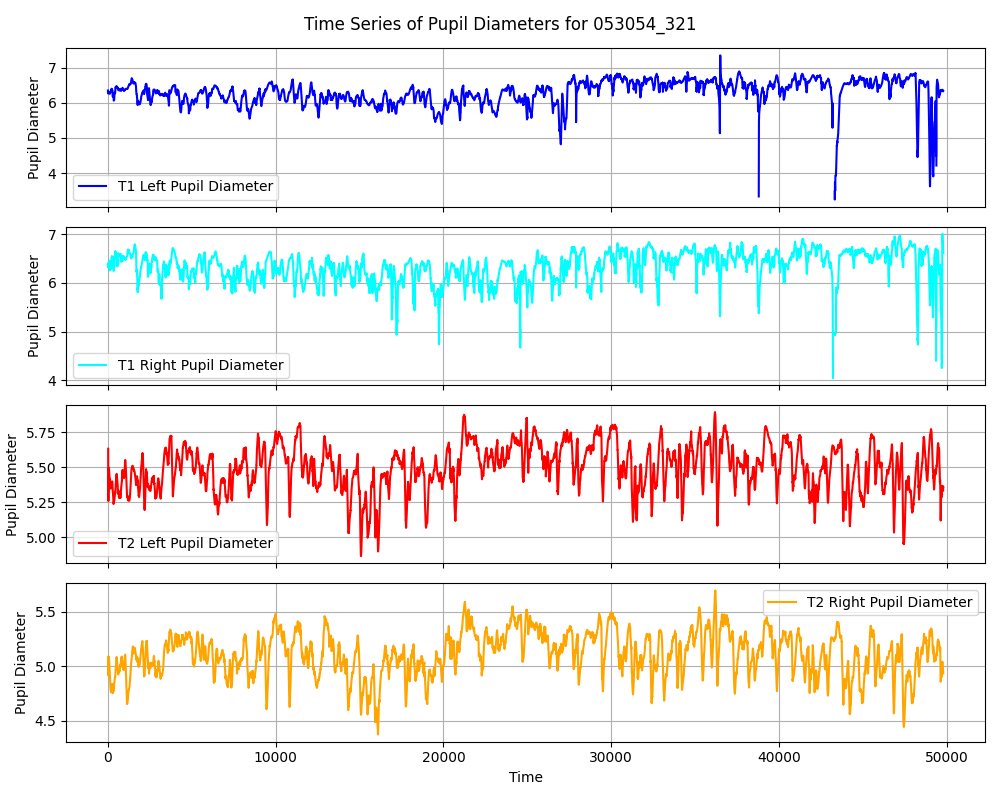 Time Series of Pupil Diameters for 053054_321
7
6
5
4
Pupil Diameter
T1 Left Pupil Diameter
7
6
5
4
Pupil Diameter
T1 Right Pupil Diameter
5.75
5.50
5.25
5.00
Pupil Diameter
T2 Left Pupil Diameter
5.5
5.0
4.5
Pupil Diameter
T2 Right Pupil Diameter
0 10000 20000 30000 40000 50000
Time